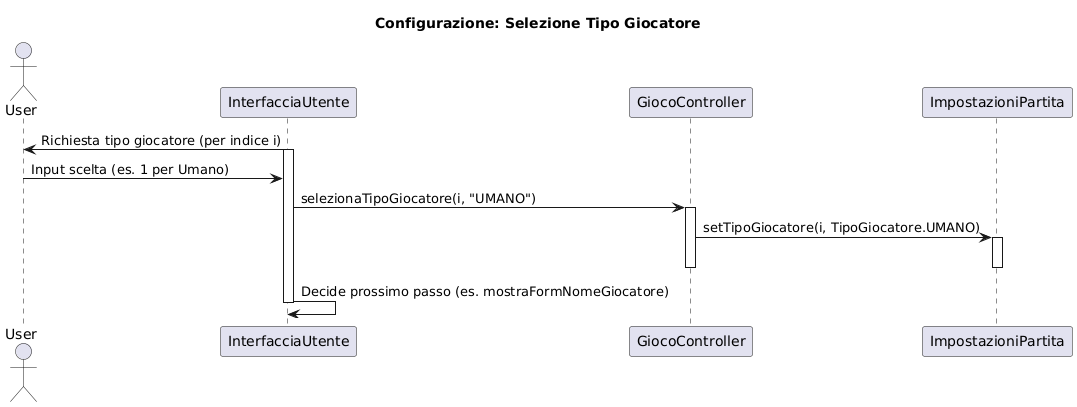 Configurazione: Selezione Tipo Giocatore
User
InterfacciaUtente
GiocoController
ImpostazioniPartita
Richiesta tipo giocatore (per indice i)
Input scelta (es. 1 per Umano)
selezionaTipoGiocatore(i, "UMANO")
setTipoGiocatore(i, TipoGiocatore.UMANO)
Decide prossimo passo (es. mostraFormNomeGiocatore)
User
InterfacciaUtente
GiocoController
ImpostazioniPartita